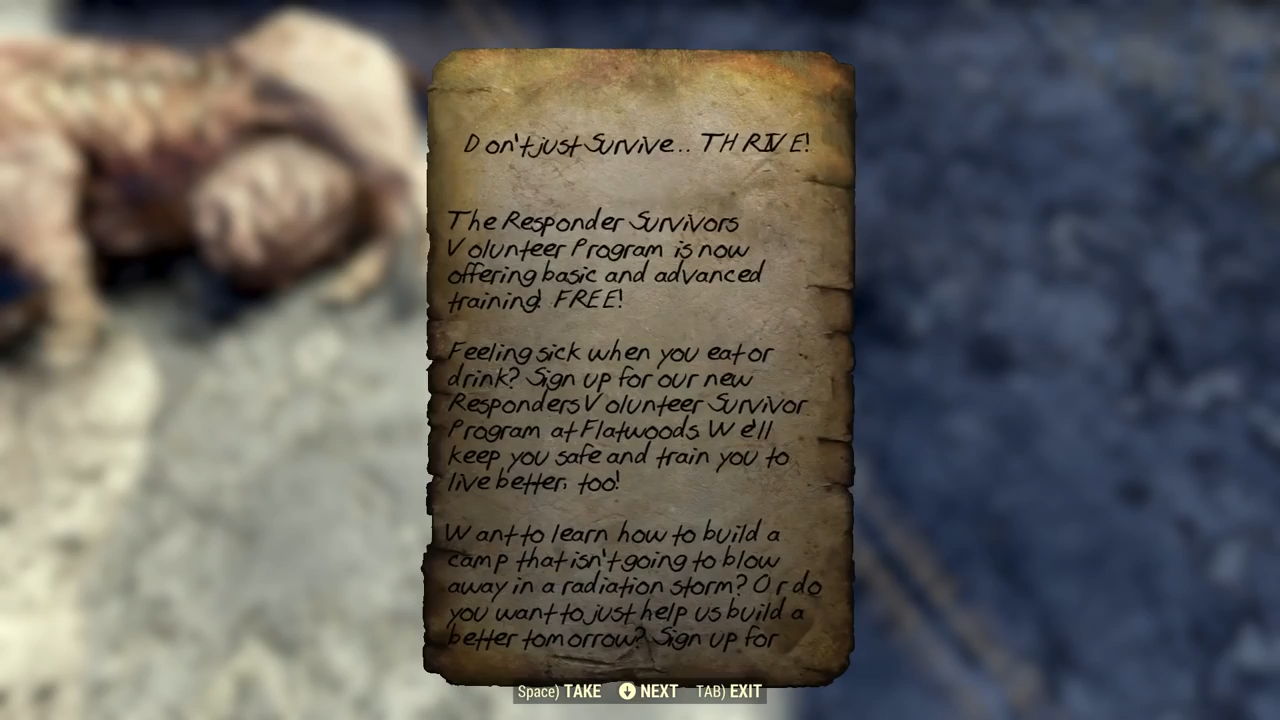 Don't just Survive... THRIVE!
The Responder Survivors
Volunteer Program is now
offering basic and advanced
training! FREE!
Feeling sick when you eat or
drink? Sign up for our new
Responders Volunteer Survivor
Program at Flatwoods. We'll
keep you safe and train you to
live better, too!
Want to learn how to build a
camp that isn't going to blow
away in a radiation storm? Or do
you want to just help us build a
better tomorrow? Sign up for
Space) TAKE NEXT TAB) EXIT